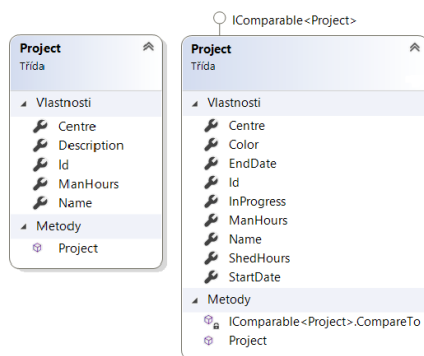 IComparable<Project>
Project
Třída
Vlastnosti
Centre
Description
Id
ManHours
Name
Metody
Project
Project
Třída
Vlastnosti
Centre
Color
EndDate
Id
InProgress
ManHours
Name
ShedHours
StartDate
Metody
IComparable<Project>.CompareTo
Project